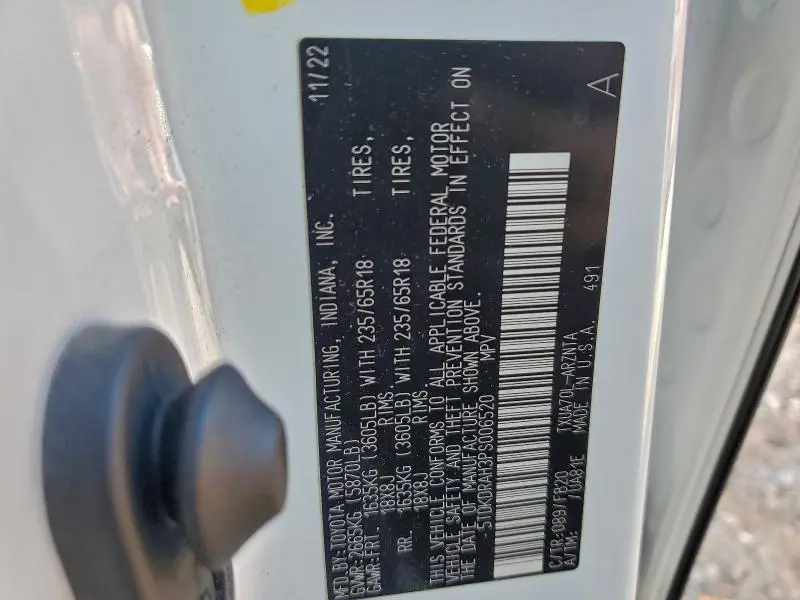 MFD.BY:TOYOTA MOTOR MANUFACTURING, INDIANA, INC. 11/22
GVWR:2665KG (5870LB)
GAWR:FRT. 1635KG (3605LB) WITH 235/65R18 TIRES,
18X8J RIMS
RR. 1635KG (3605LB) WITH 235/65R18 TIRES,
18X8J RIMS
THIS VEHICLE CONFORMS TO ALL APPLICABLE FEDERAL MOTOR
VEHICLE SAFETY AND THEFT PREVENTION STANDARDS IN EFFECT ON
THE DATE OF MANUFACTURE SHOWN ABOVE.
5TDKDRAH3PS006520 MPV
C/TR:089/FB20 TXUA70L-ARZNTA
A/TM: /UA81E MADE IN U.S.A. 491
A